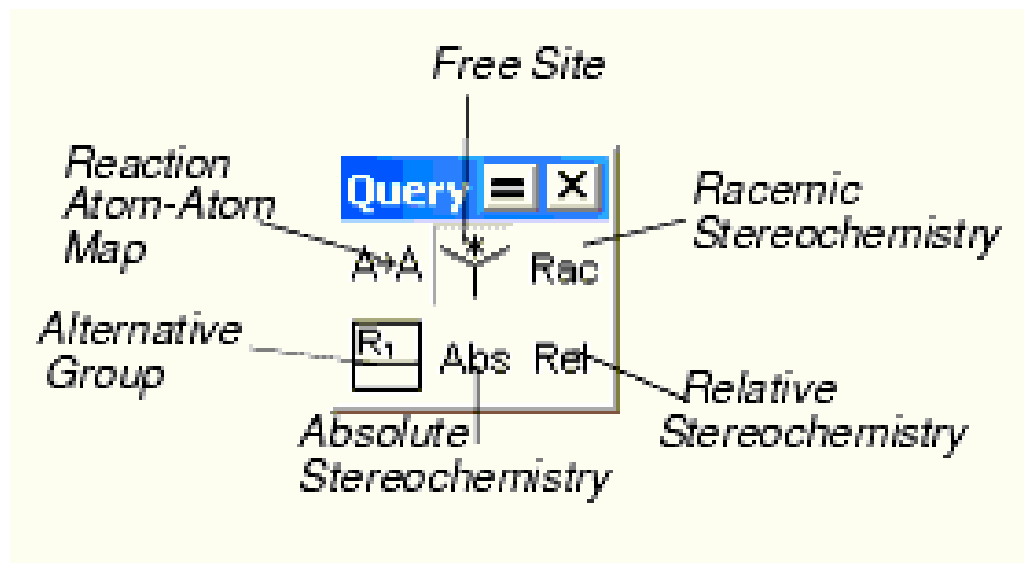 Free Site
Reaction
Atom-Atom
Map
Query
Racemic
Stereochemistry
A→A
*
Rac
Alternative
Group
R1
Abs
Rel
Relative
Stereochemistry
Absolute
Stereochemistry